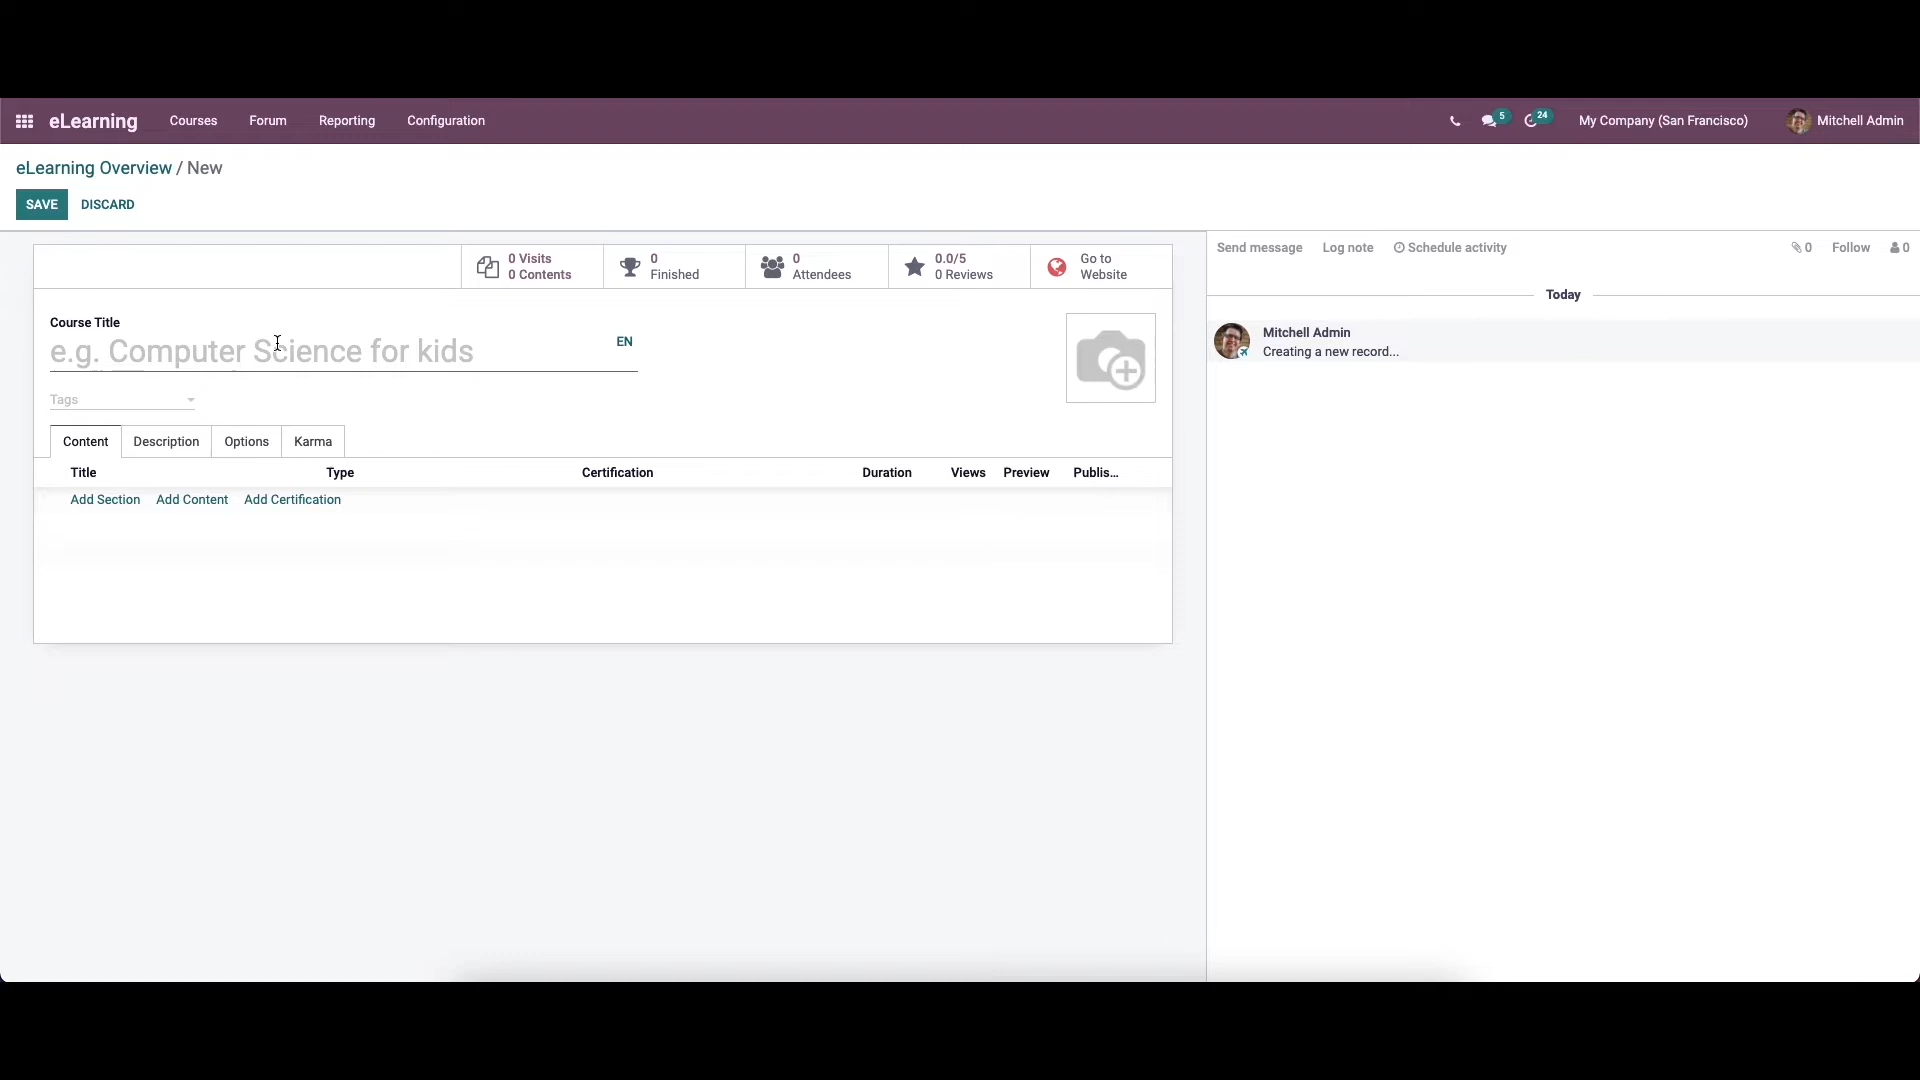 eLearning Courses Forum Reporting Configuration 5 24 My Company (San Francisco) Mitchell Admin
eLearning Overview / New
SAVE DISCARD
Send message Log note Schedule activity 0 Follow 0
0 Visits
0 Contents
0
Finished
0
Attendees
0.0/5
0 Reviews
Go to
Website
Today
Course Title
e.g. Computer Science for kids EN
Mitchell Admin
Creating a new record...
Tags
Content Description Options Karma
Title Type Certification Duration Views Preview Publis...
Add Section Add Content Add Certification